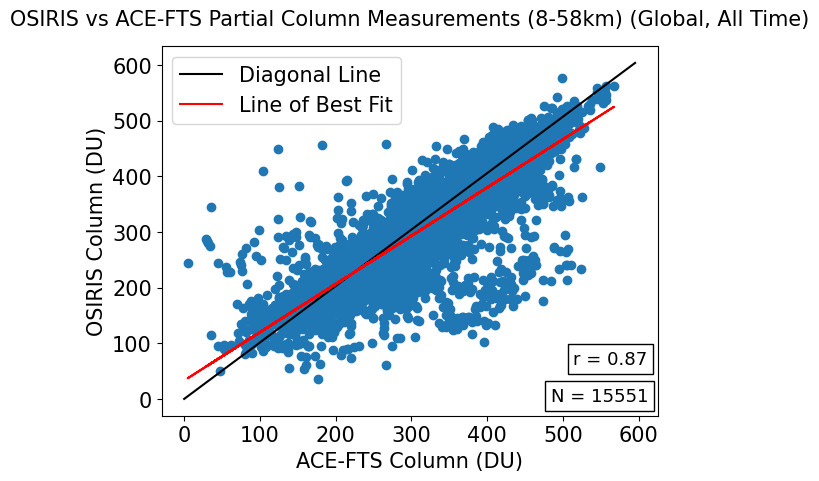 OSIRIS vs ACE-FTS Partial Column Measurements (8-58km) (Global, All Time)
Diagonal Line
Line of Best Fit
OSIRIS Column (DU)
600
500
400
300
200
100
0
r = 0.87
N = 15551
0 100 200 300 400 500 600
ACE-FTS Column (DU)